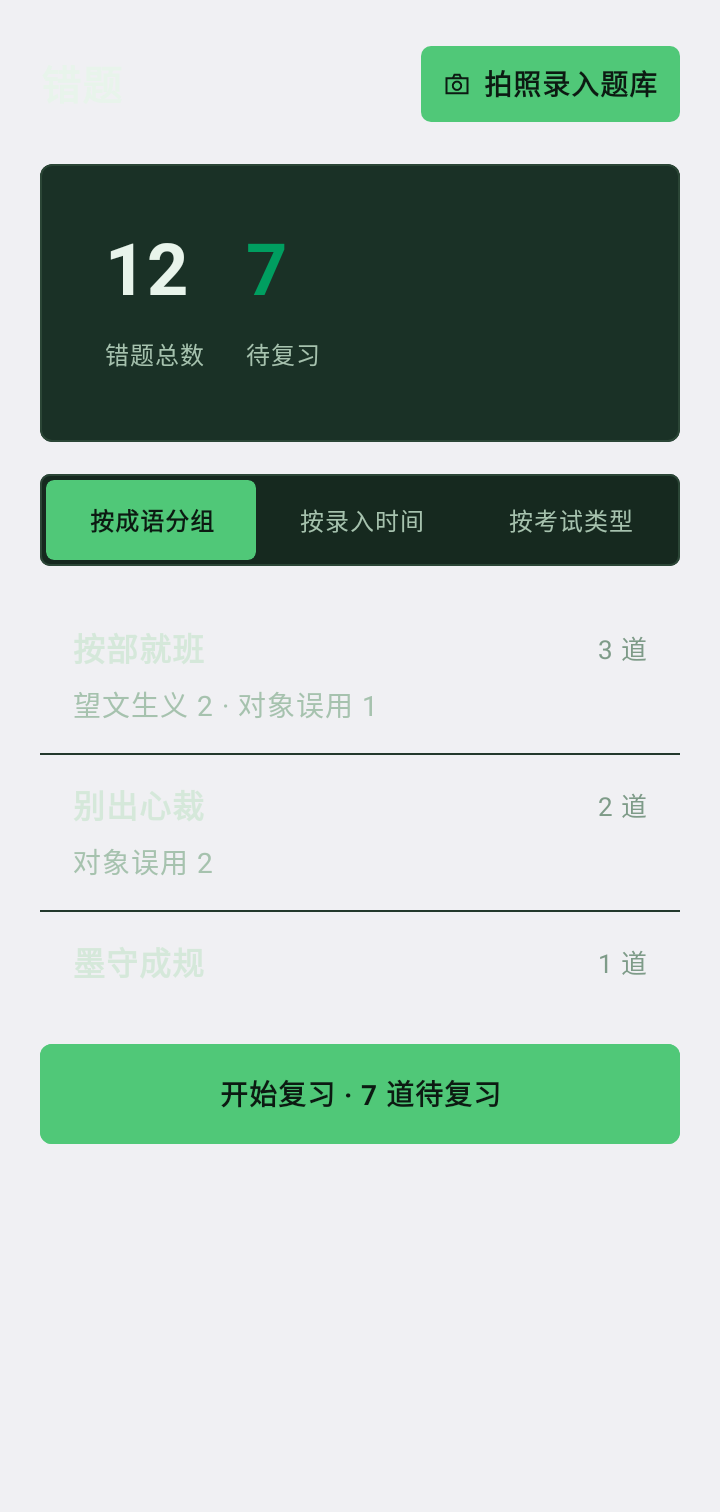 拍照录入题库
12 7
错题总数 待复习
按成语分组 按录入时间 按考试类型
按部就班 3 道
望文生义 2 · 对象误用 1
别出心裁 2 道
对象误用 2
墨守成规 1 道
开始复习 · 7 道待复习